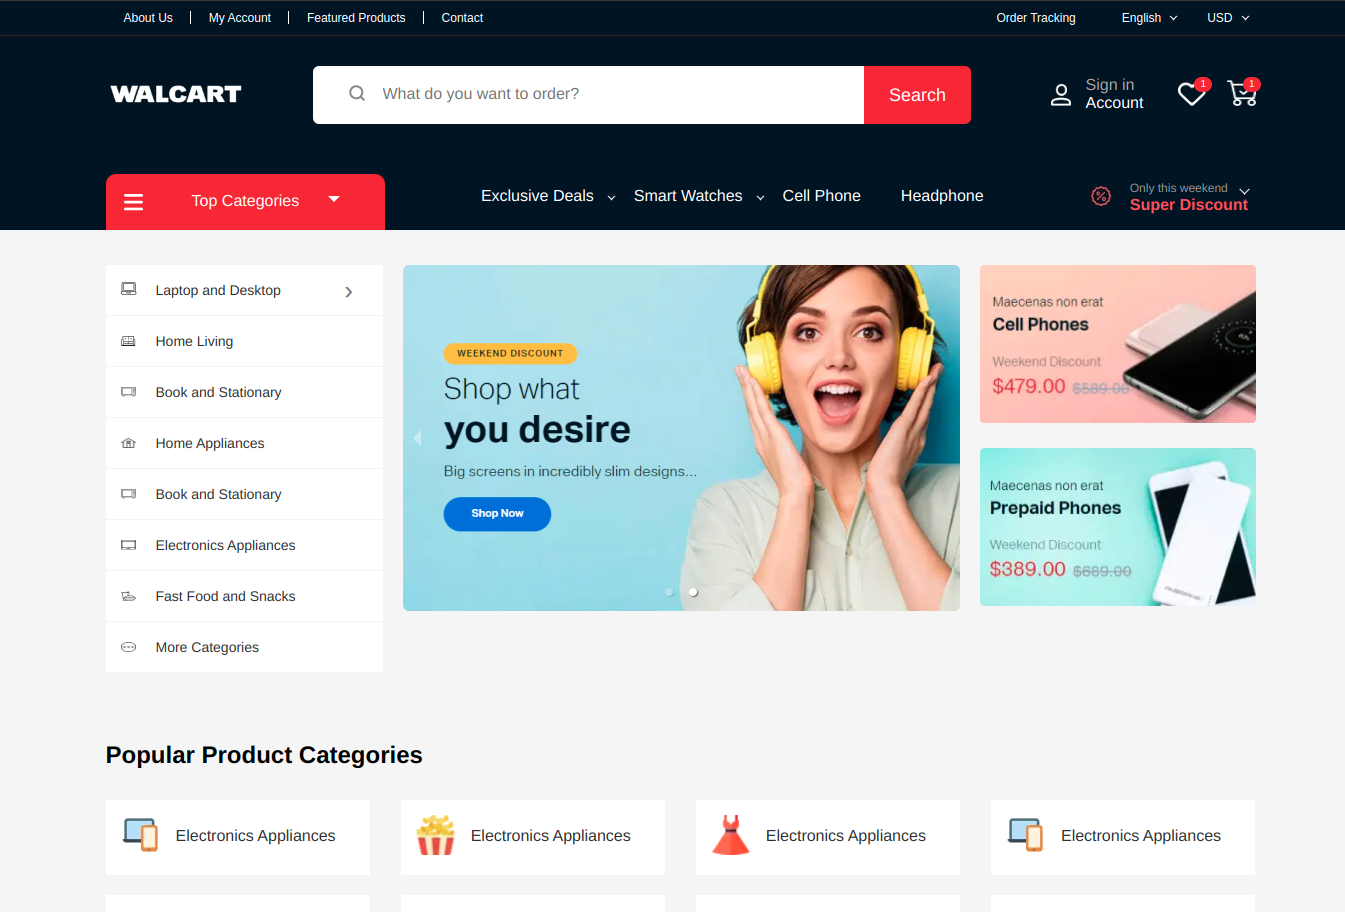 About Us
My Account
Featured Products
Contact
Order Tracking
English
USD
WALCART
What do you want to order?
Search
Sign in
Account
1
1
Top Categories
Exclusive Deals
Smart Watches
Cell Phone
Headphone
Only this weekend
Super Discount
Laptop and Desktop
Home Living
Book and Stationary
Home Appliances
Book and Stationary
Electronics Appliances
Fast Food and Snacks
More Categories
WEEKEND DISCOUNT
Shop what
you desire
Big screens in incredibly slim designs...
Shop Now
Maecenas non erat
Cell Phones
Weekend Discount
$479.00 $589.00
Maecenas non erat
Prepaid Phones
Weekend Discount
$389.00 $689.00
Popular Product Categories
Electronics Appliances
Electronics Appliances
Electronics Appliances
Electronics Appliances